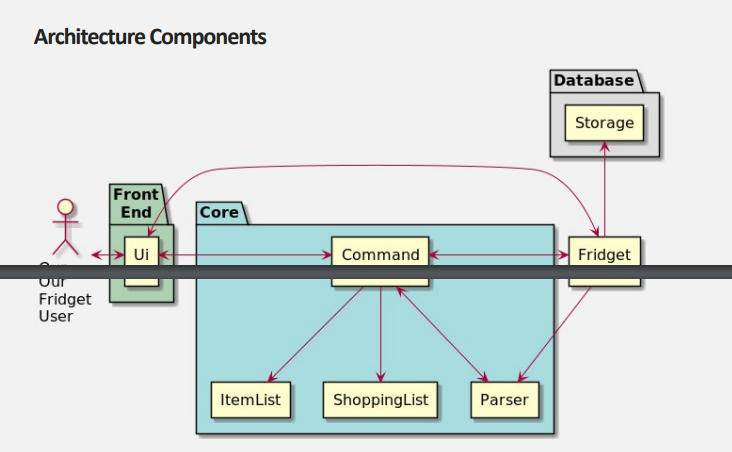 Architecture Components
Database
Storage
Front
End
Core
Ui
Command
Fridget
Our
Fridget
User
ItemList
ShoppingList
Parser